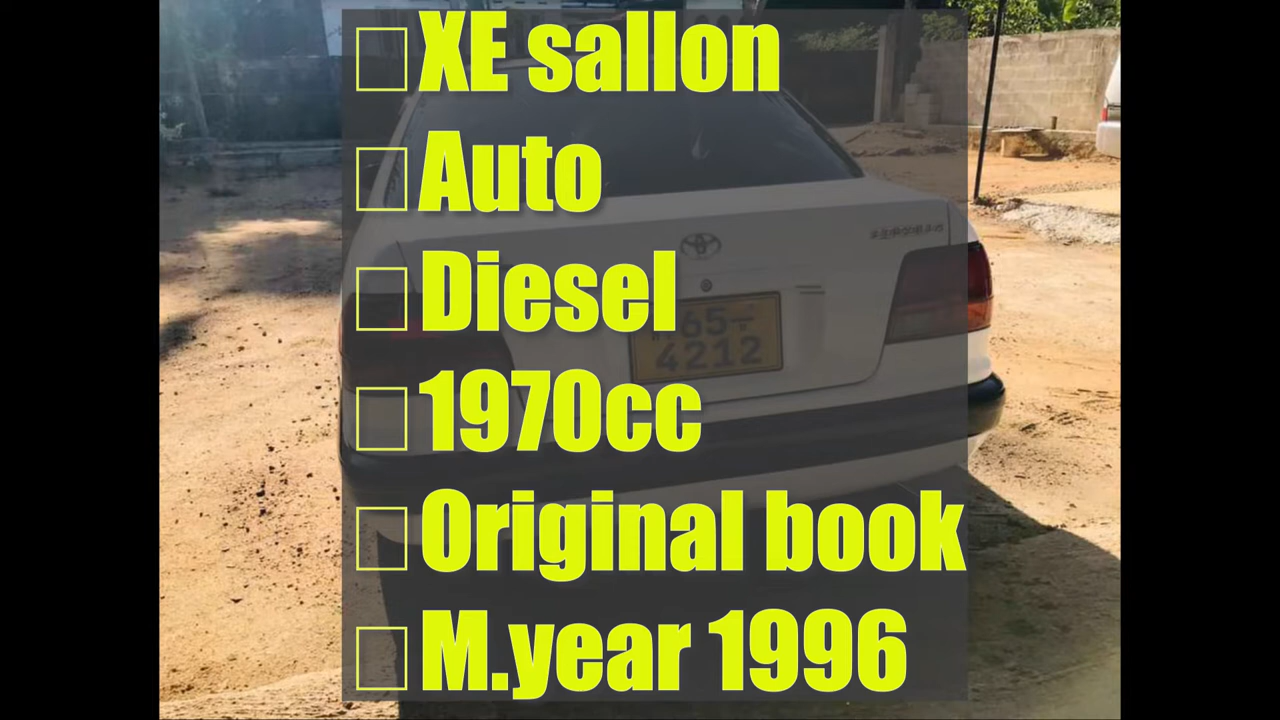 □XE sallon
□Auto
□Diesel
□1970cc
□Original book
□M.year 1996
65-
4212